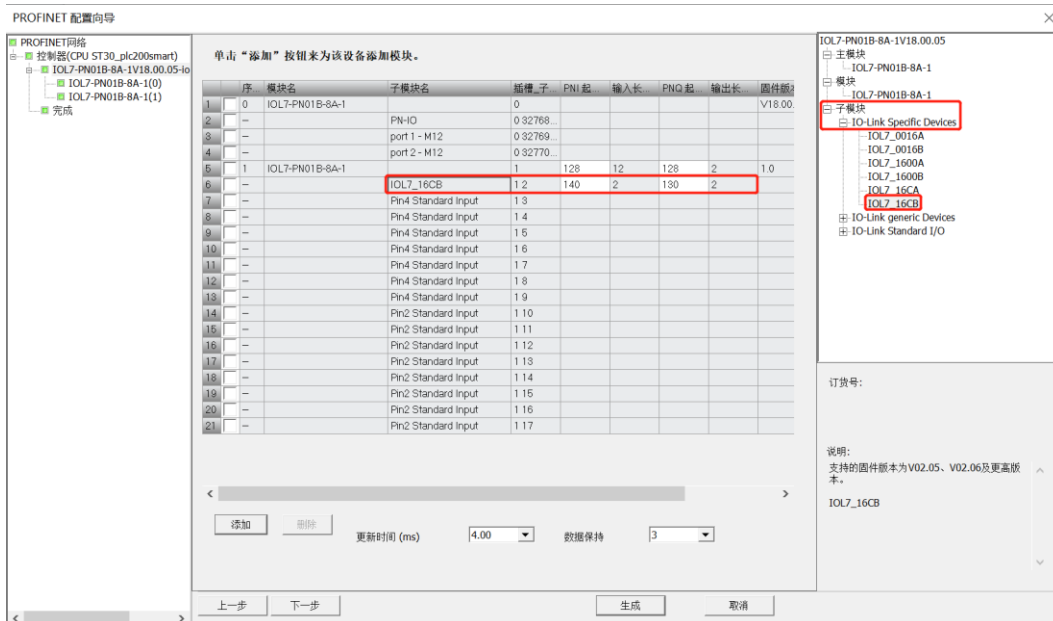 PROFINET 配置向导
PROFINET网络
控制器(CPU ST30_plc200smart)
IOL7-PN01B-8A-1V18.00.05-io
IOL7-PN01B-8A-1(0)
IOL7-PN01B-8A-1(1)
完成
单击“添加”按钮来为该设备添加模块。
序... 模块名 子模块名 插槽_子... PNI 起... 输入长... PNQ 起... 输出长... 固件版本
1 0 IOL7-PN01B-8A-1 0 V18.00.
2 -- PN-IO 0 32768...
3 -- port 1 - M12 0 32769...
4 -- port 2 - M12 0 32770...
5 1 IOL7-PN01B-8A-1 1 128 12 128 2 1.0
6 -- IOL7_16CB 1 2 140 2 130 2
7 -- Pin4 Standard Input 1 3
8 -- Pin4 Standard Input 1 4
9 -- Pin4 Standard Input 1 5
10 -- Pin4 Standard Input 1 6
11 -- Pin4 Standard Input 1 7
12 -- Pin4 Standard Input 1 8
13 -- Pin4 Standard Input 1 9
14 -- Pin2 Standard Input 1 10
15 -- Pin2 Standard Input 1 11
16 -- Pin2 Standard Input 1 12
17 -- Pin2 Standard Input 1 13
18 -- Pin2 Standard Input 1 14
19 -- Pin2 Standard Input 1 15
20 -- Pin2 Standard Input 1 16
21 -- Pin2 Standard Input 1 17
添加 删除 更新时间 (ms) 4.00 数据保持 3
上一步 下一步 生成 取消
IOL7-PN01B-8A-1V18.00.05
主模块
IOL7-PN01B-8A-1
模块
IOL7-PN01B-8A-1
子模块
IO-Link Specific Devices
IOL7_0016A
IOL7_0016B
IOL7_1600A
IOL7_1600B
IOL7_16CA
IOL7_16CB
IO-Link generic Devices
IO-Link Standard I/O
订货号:
说明:
支持的固件版本为V02.05、V02.06及更高版
本。
IOL7_16CB